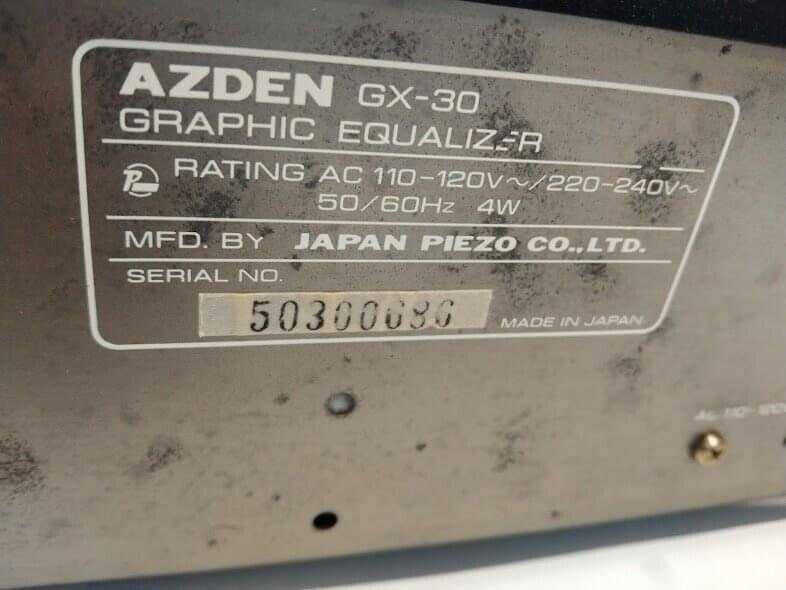 AZDEN GX-30
GRAPHIC EQUALIZER
RATING AC 110-120V~/220-240V~
50/60Hz 4W
MFD. BY JAPAN PIEZO CO.,LTD.
SERIAL NO.
50300686
MADE IN JAPAN